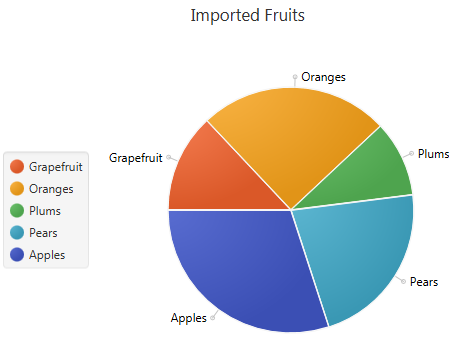 Imported Fruits
Oranges
Grapefruit
Plums
Pears
Apples
Grapefruit
Oranges
Plums
Pears
Apples